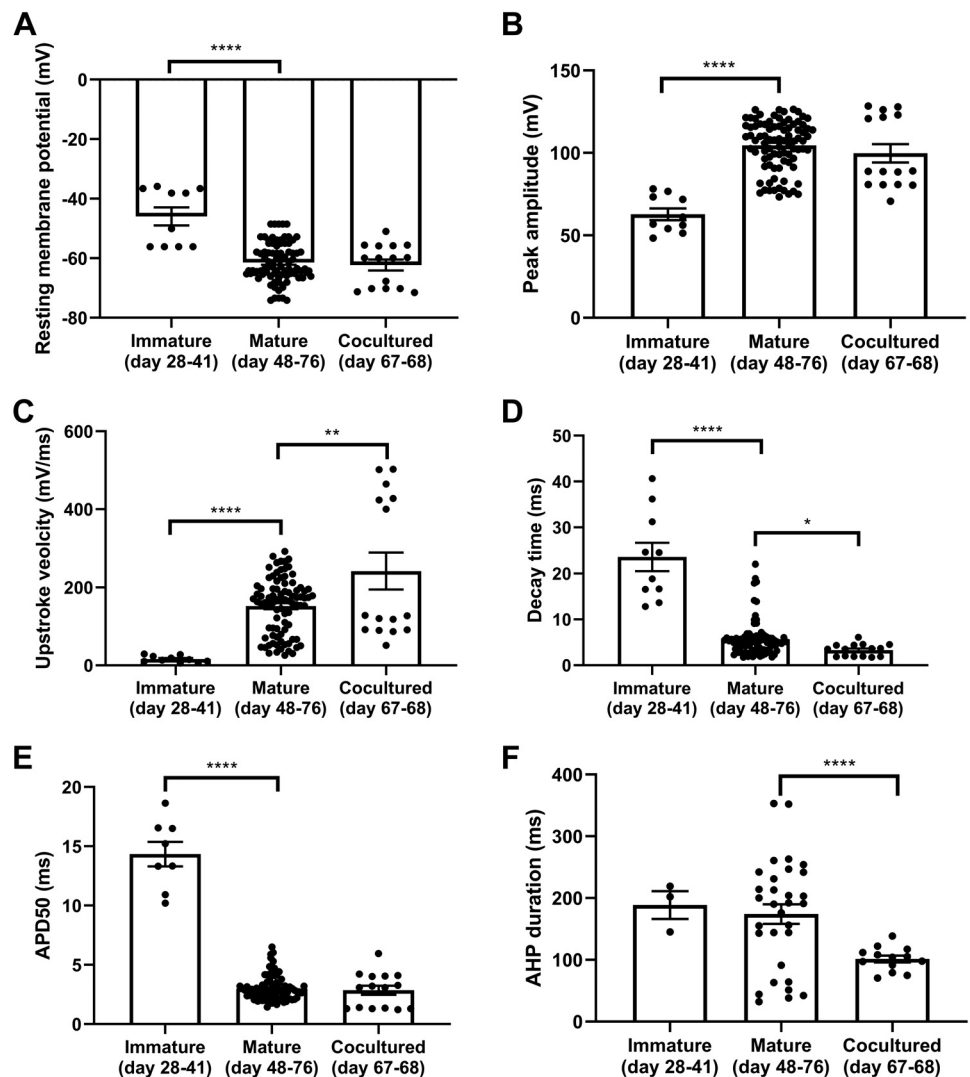 A
Resting membrane potential (mV)
0
-20
-40
-60
-80
****
Immature
(day 28-41)
Mature
(day 48-76)
Cocultured
(day 67-68)
B
Peak amplitude (mV)
150
100
50
0
****
Immature
(day 28-41)
Mature
(day 48-76)
Cocultured
(day 67-68)
C
Upstroke veolcity (mV/ms)
600
400
200
0
****
**
Immature
(day 28-41)
Mature
(day 48-76)
Cocultured
(day 67-68)
D
Decay time (ms)
50
40
30
20
10
0
****
*
Immature
(day 28-41)
Mature
(day 48-76)
Cocultured
(day 67-68)
E
APD50 (ms)
20
15
10
5
0
****
Immature
(day 28-41)
Mature
(day 48-76)
Cocultured
(day 67-68)
F
AHP duration (ms)
400
300
200
100
0
****
Immature
(day 28-41)
Mature
(day 48-76)
Cocultured
(day 67-68)